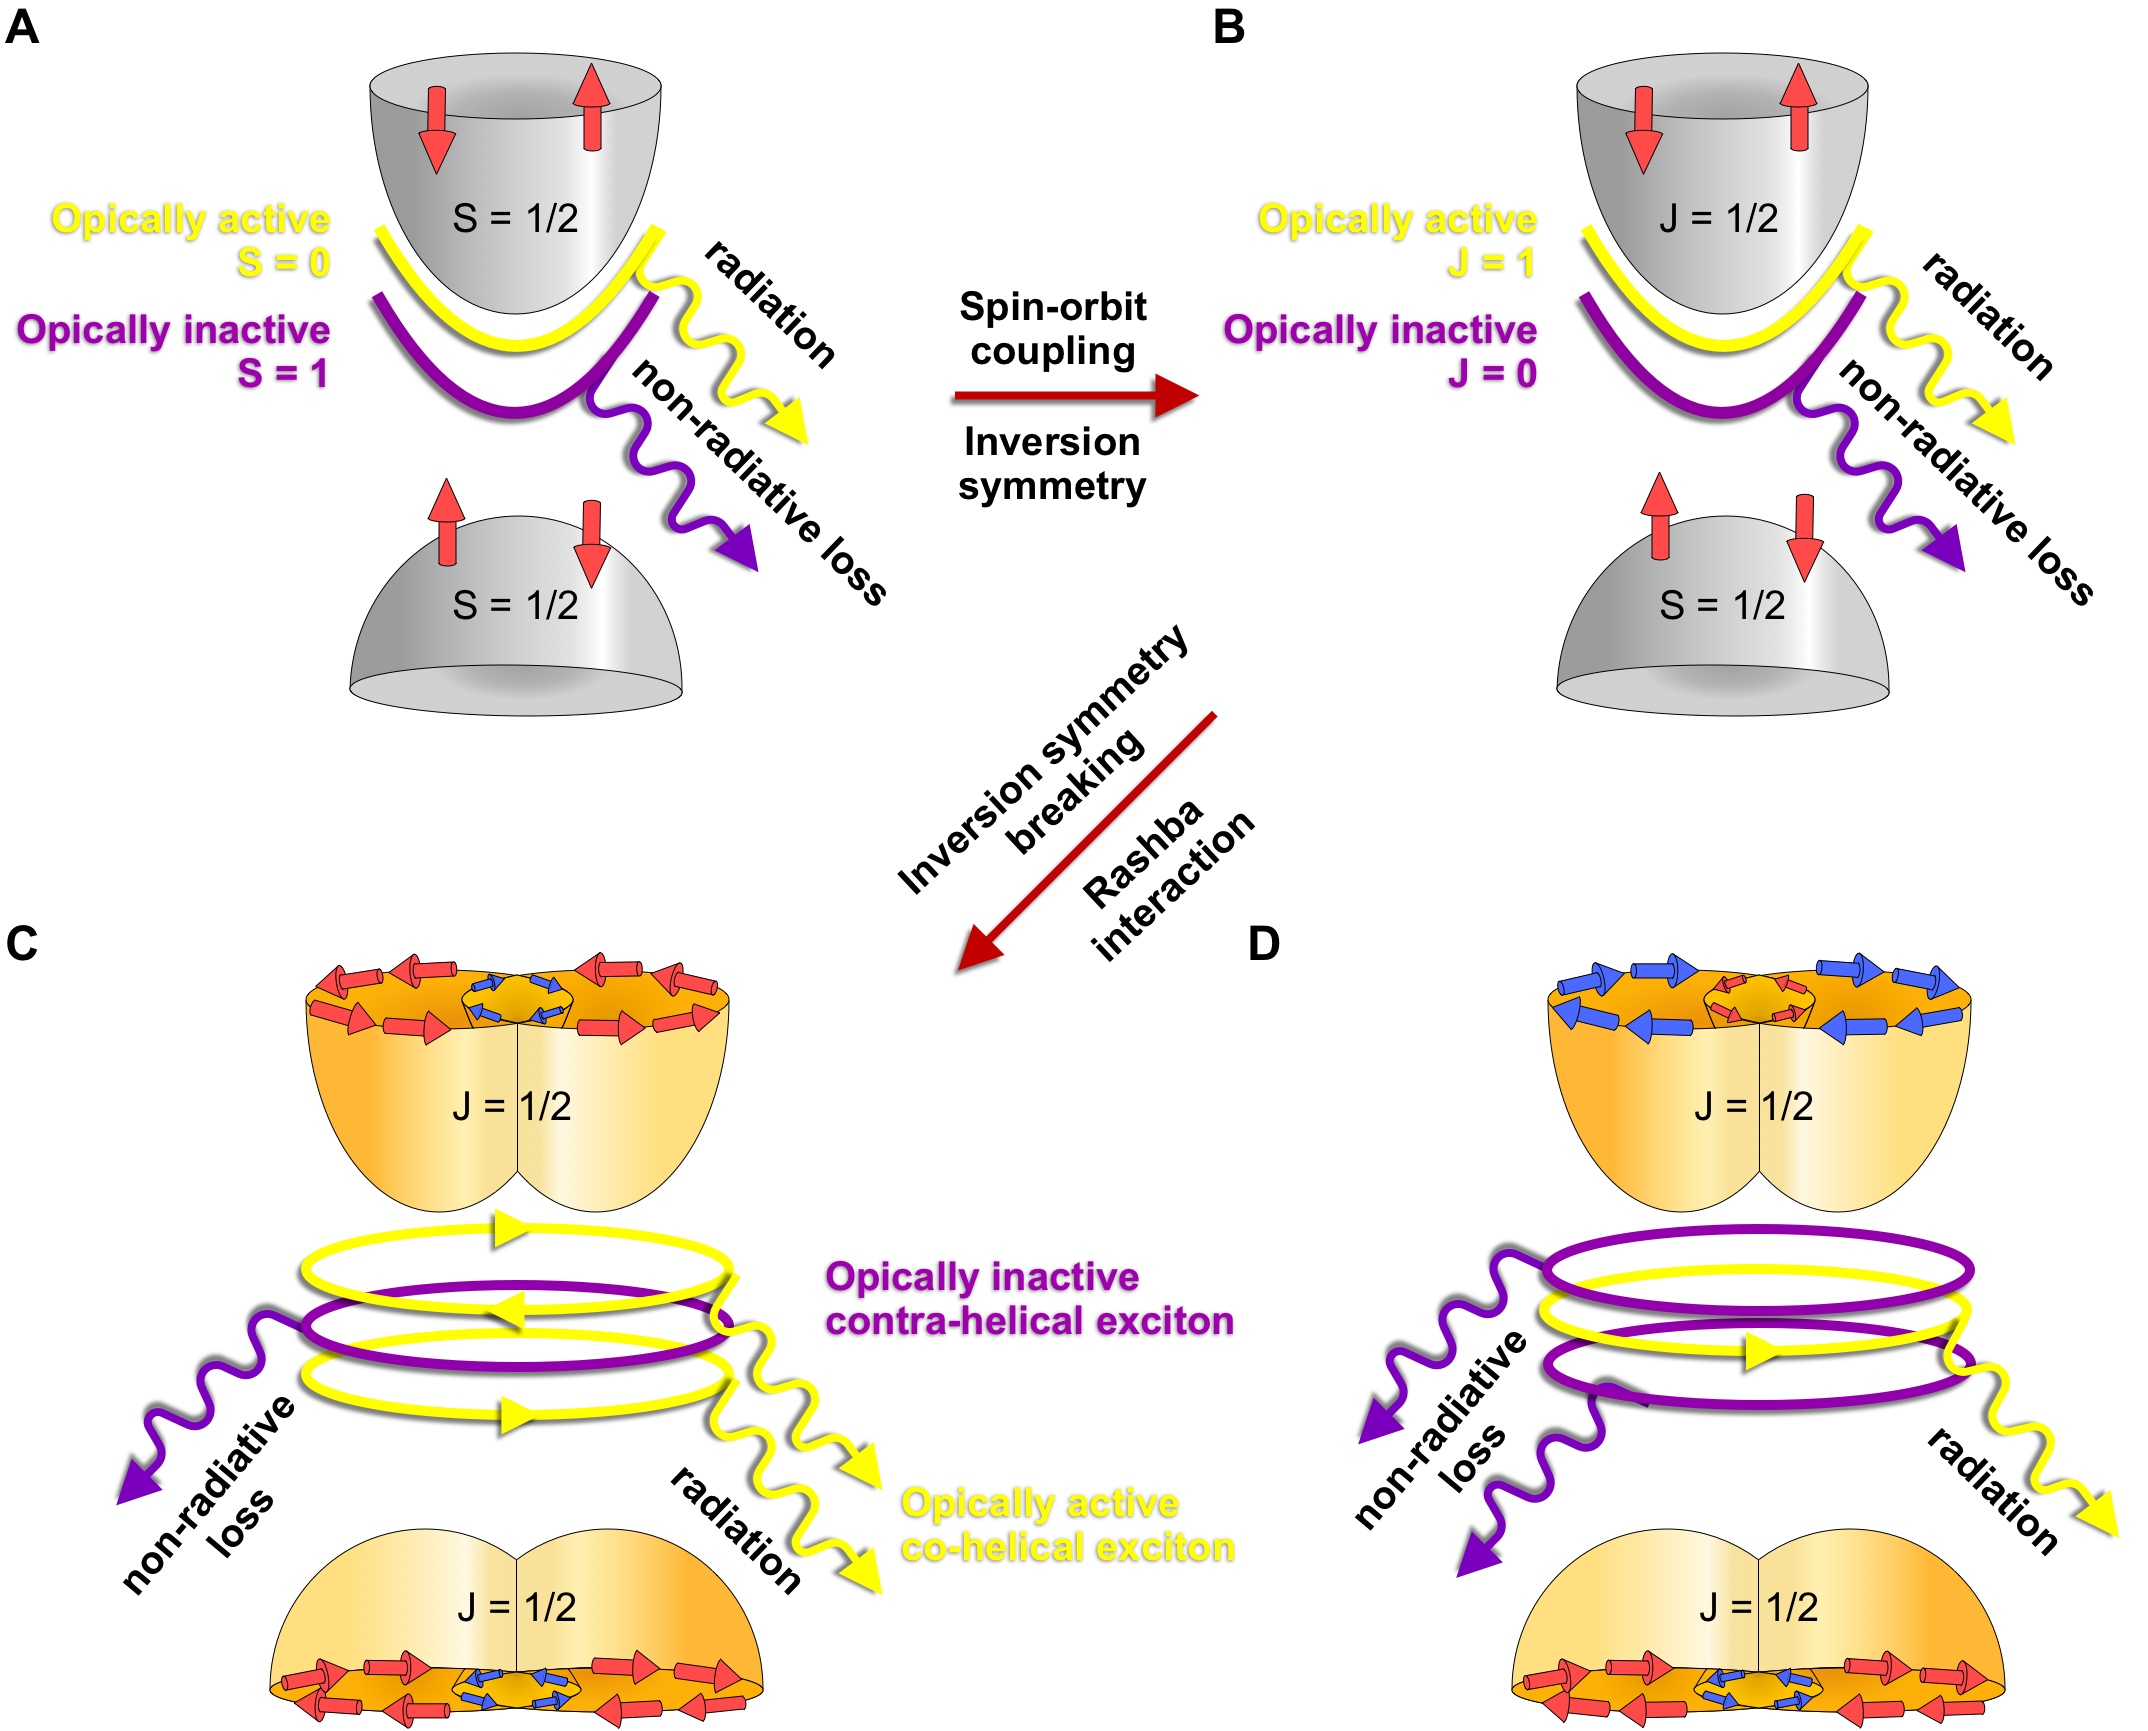 A
S = 1/2
Opically active
S = 0
Opically inactive
S = 1
radiation
non-radiative loss
S = 1/2
Spin-orbit
coupling
Inversion
symmetry
B
J = 1/2
Opically active
J = 1
Opically inactive
J = 0
radiation
non-radiative loss
S = 1/2
Inversion symmetry
breaking
Rashba
interaction
C
J = 1/2
Opically inactive
contra-helical exciton
non-radiative
loss
radiation
Opically active
co-helical exciton
J = 1/2
D
J = 1/2
non-radiative
loss
radiation
J = 1/2